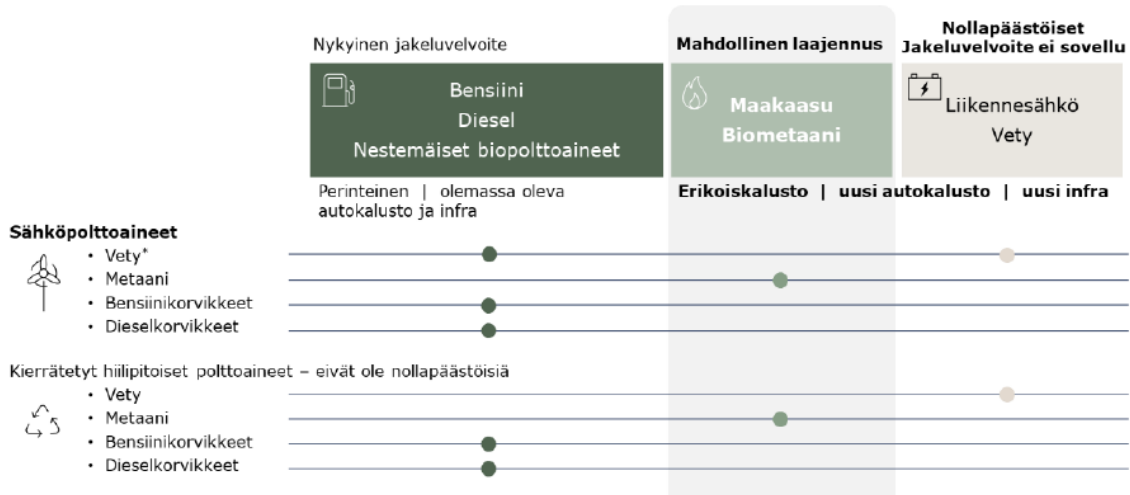 Nykyinen jakeluvelvoite
Mahdollinen laajennus
Nollapäästöiset
Jakeluvelvoite ei sovellu
Bensiini
Diesel
Nestemäiset biopolttoaineet
Maakaasu
Biometaani
Liikennesähkö
Vety
Perinteinen | olemassa oleva
autokalusto ja infra
Erikoiskalusto | uusi autokalusto | uusi infra
Sähköpolttoaineet
• Vety*
• Metaani
• Bensiinikorvikkeet
• Dieselkorvikkeet
Kierrätetyt hiilipitoiset polttoaineet – eivät ole nollapäästöisiä
• Vety
• Metaani
• Bensiinikorvikkeet
• Dieselkorvikkeet